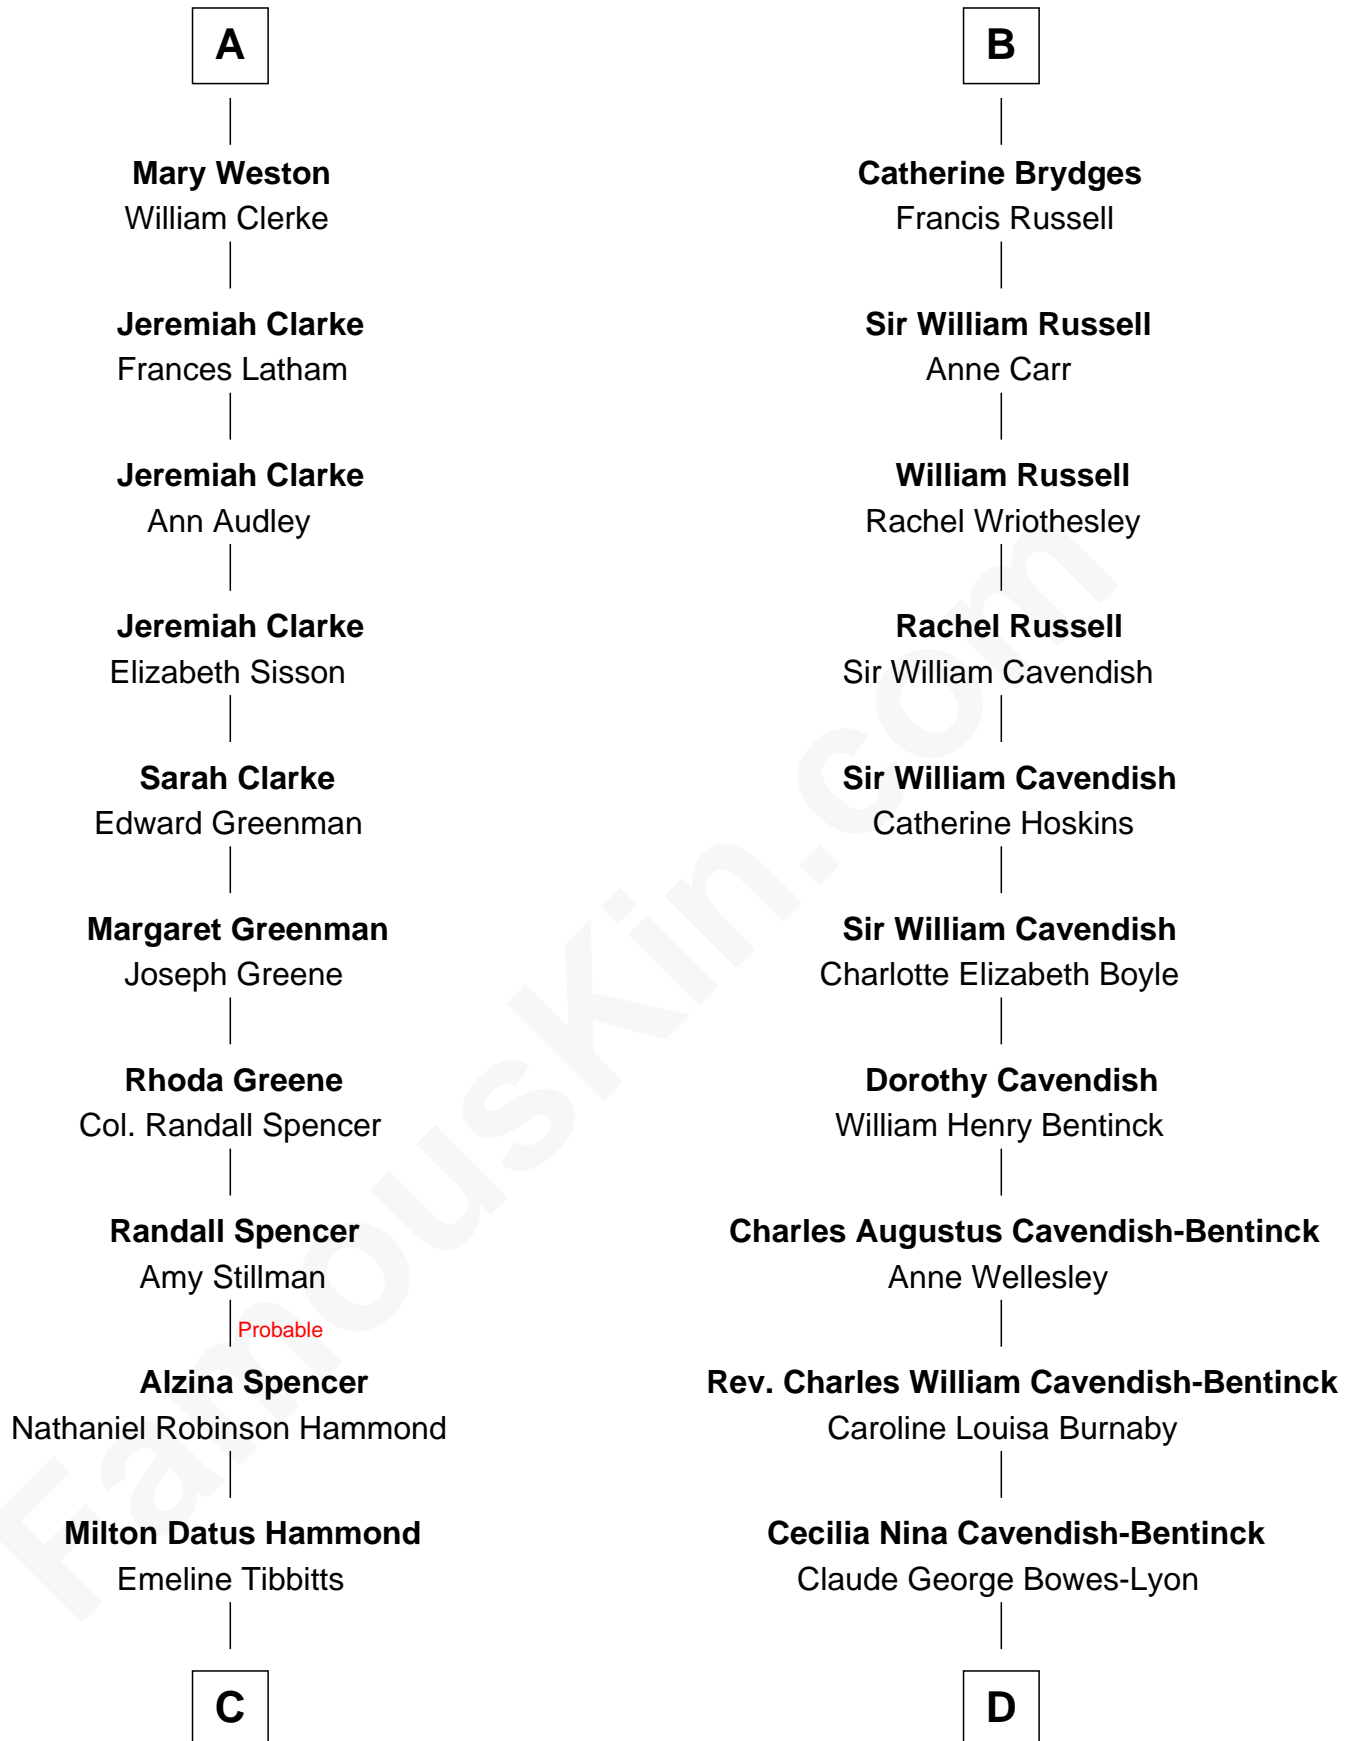 A
Mary Weston
William Clerke
Jeremiah Clarke
Frances Latham
Jeremiah Clarke
Ann Audley
Jeremiah Clarke
Elizabeth Sisson
Sarah Clarke
Edward Greenman
Margaret Greenman
Joseph Greene
Rhoda Greene
Col. Randall Spencer
Randall Spencer
Amy Stillman
Probable
Alzina Spencer
Nathaniel Robinson Hammond
Milton Datus Hammond
Emeline Tibbitts
C
B
Catherine Brydges
Francis Russell
Sir William Russell
Anne Carr
William Russell
Rachel Wriothesley
Rachel Russell
Sir William Cavendish
Sir William Cavendish
Catherine Hoskins
Sir William Cavendish
Charlotte Elizabeth Boyle
Dorothy Cavendish
William Henry Bentinck
Charles Augustus Cavendish-Bentinck
Anne Wellesley
Rev. Charles William Cavendish-Bentinck
Caroline Louisa Burnaby
Cecilia Nina Cavendish-Bentinck
Claude George Bowes-Lyon
D
FamousKin.com